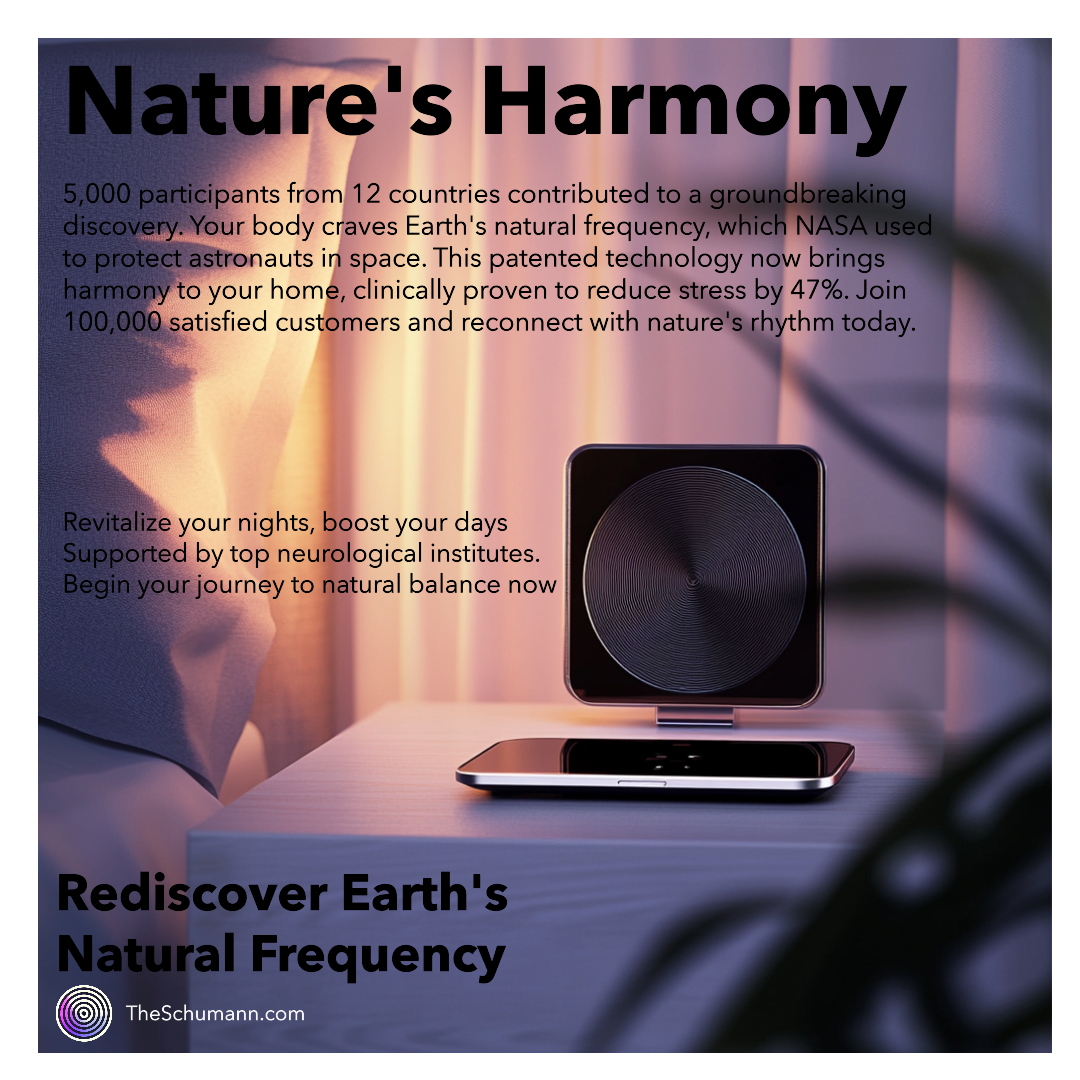 Nature's Harmony
5,000 participants from 12 countries contributed to a groundbreaking
discovery. Your body craves Earth's natural frequency, which NASA used
to protect astronauts in space. This patented technology now brings
harmony to your home, clinically proven to reduce stress by 47%. Join
100,000 satisfied customers and reconnect with nature's rhythm today.
Revitalize your nights, boost your days
Supported by top neurological institutes.
Begin your journey to natural balance now
Rediscover Earth's
Natural Frequency
TheSchumann.com